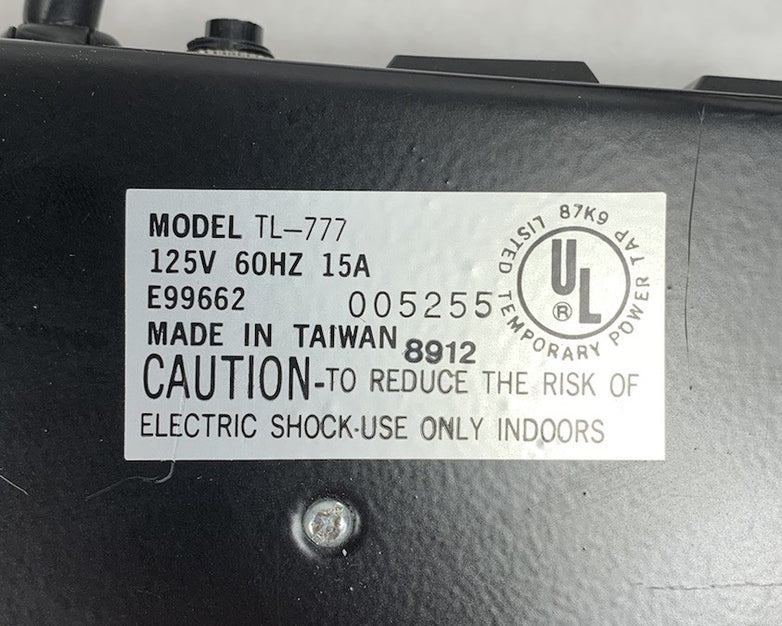 MODEL TL-777
125V 60HZ 15A
E99662 005255
MADE IN TAIWAN 8912
CAUTION-TO REDUCE THE RISK OF
ELECTRIC SHOCK-USE ONLY INDOORS
LISTED 87K9
UL
®
TEMPORARY POWER TAP